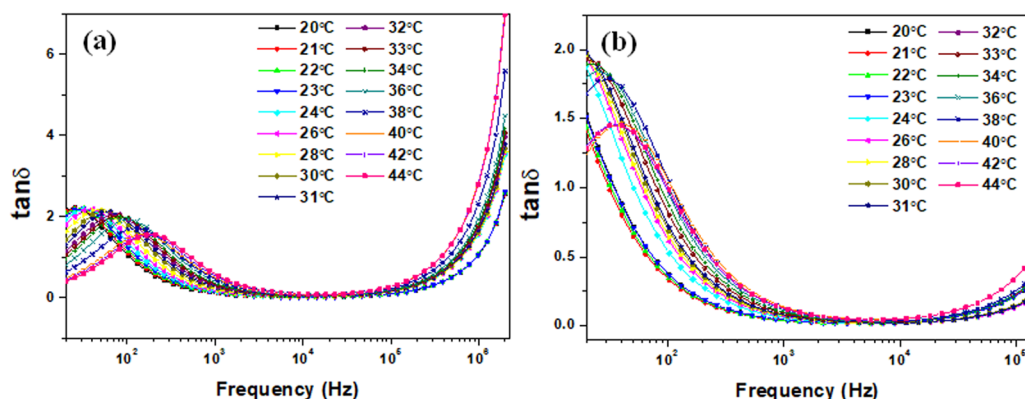 (a)
20°C 32°C
21°C 33°C
22°C 34°C
23°C 36°C
24°C 38°C
26°C 40°C
28°C 42°C
30°C 44°C
31°C
tanδ
6
4
2
0
10² 10³ 10⁴ 10⁵ 10⁶
Frequency (Hz)
(b)
20°C 32°C
21°C 33°C
22°C 34°C
23°C 36°C
24°C 38°C
26°C 40°C
28°C 42°C
30°C 44°C
31°C
tanδ
2.0
1.5
1.0
0.5
0.0
10² 10³ 10⁴ 10⁵
Frequency (Hz)